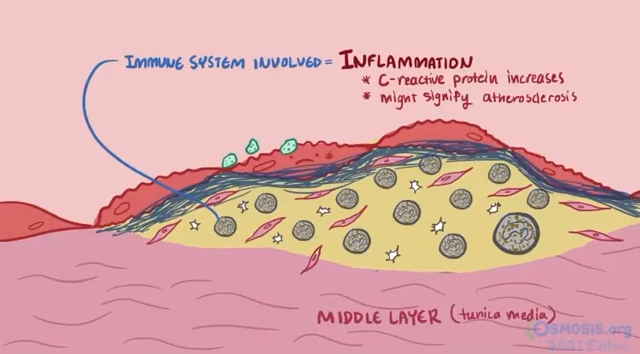 IMMUNE SYSTEM INVOLVED = INFLAMMATION
* C-reactive protein increases
* might signify atherosclerosis
MIDDLE LAYER (tunica media)
OSMOSIS.org
2021 Edition